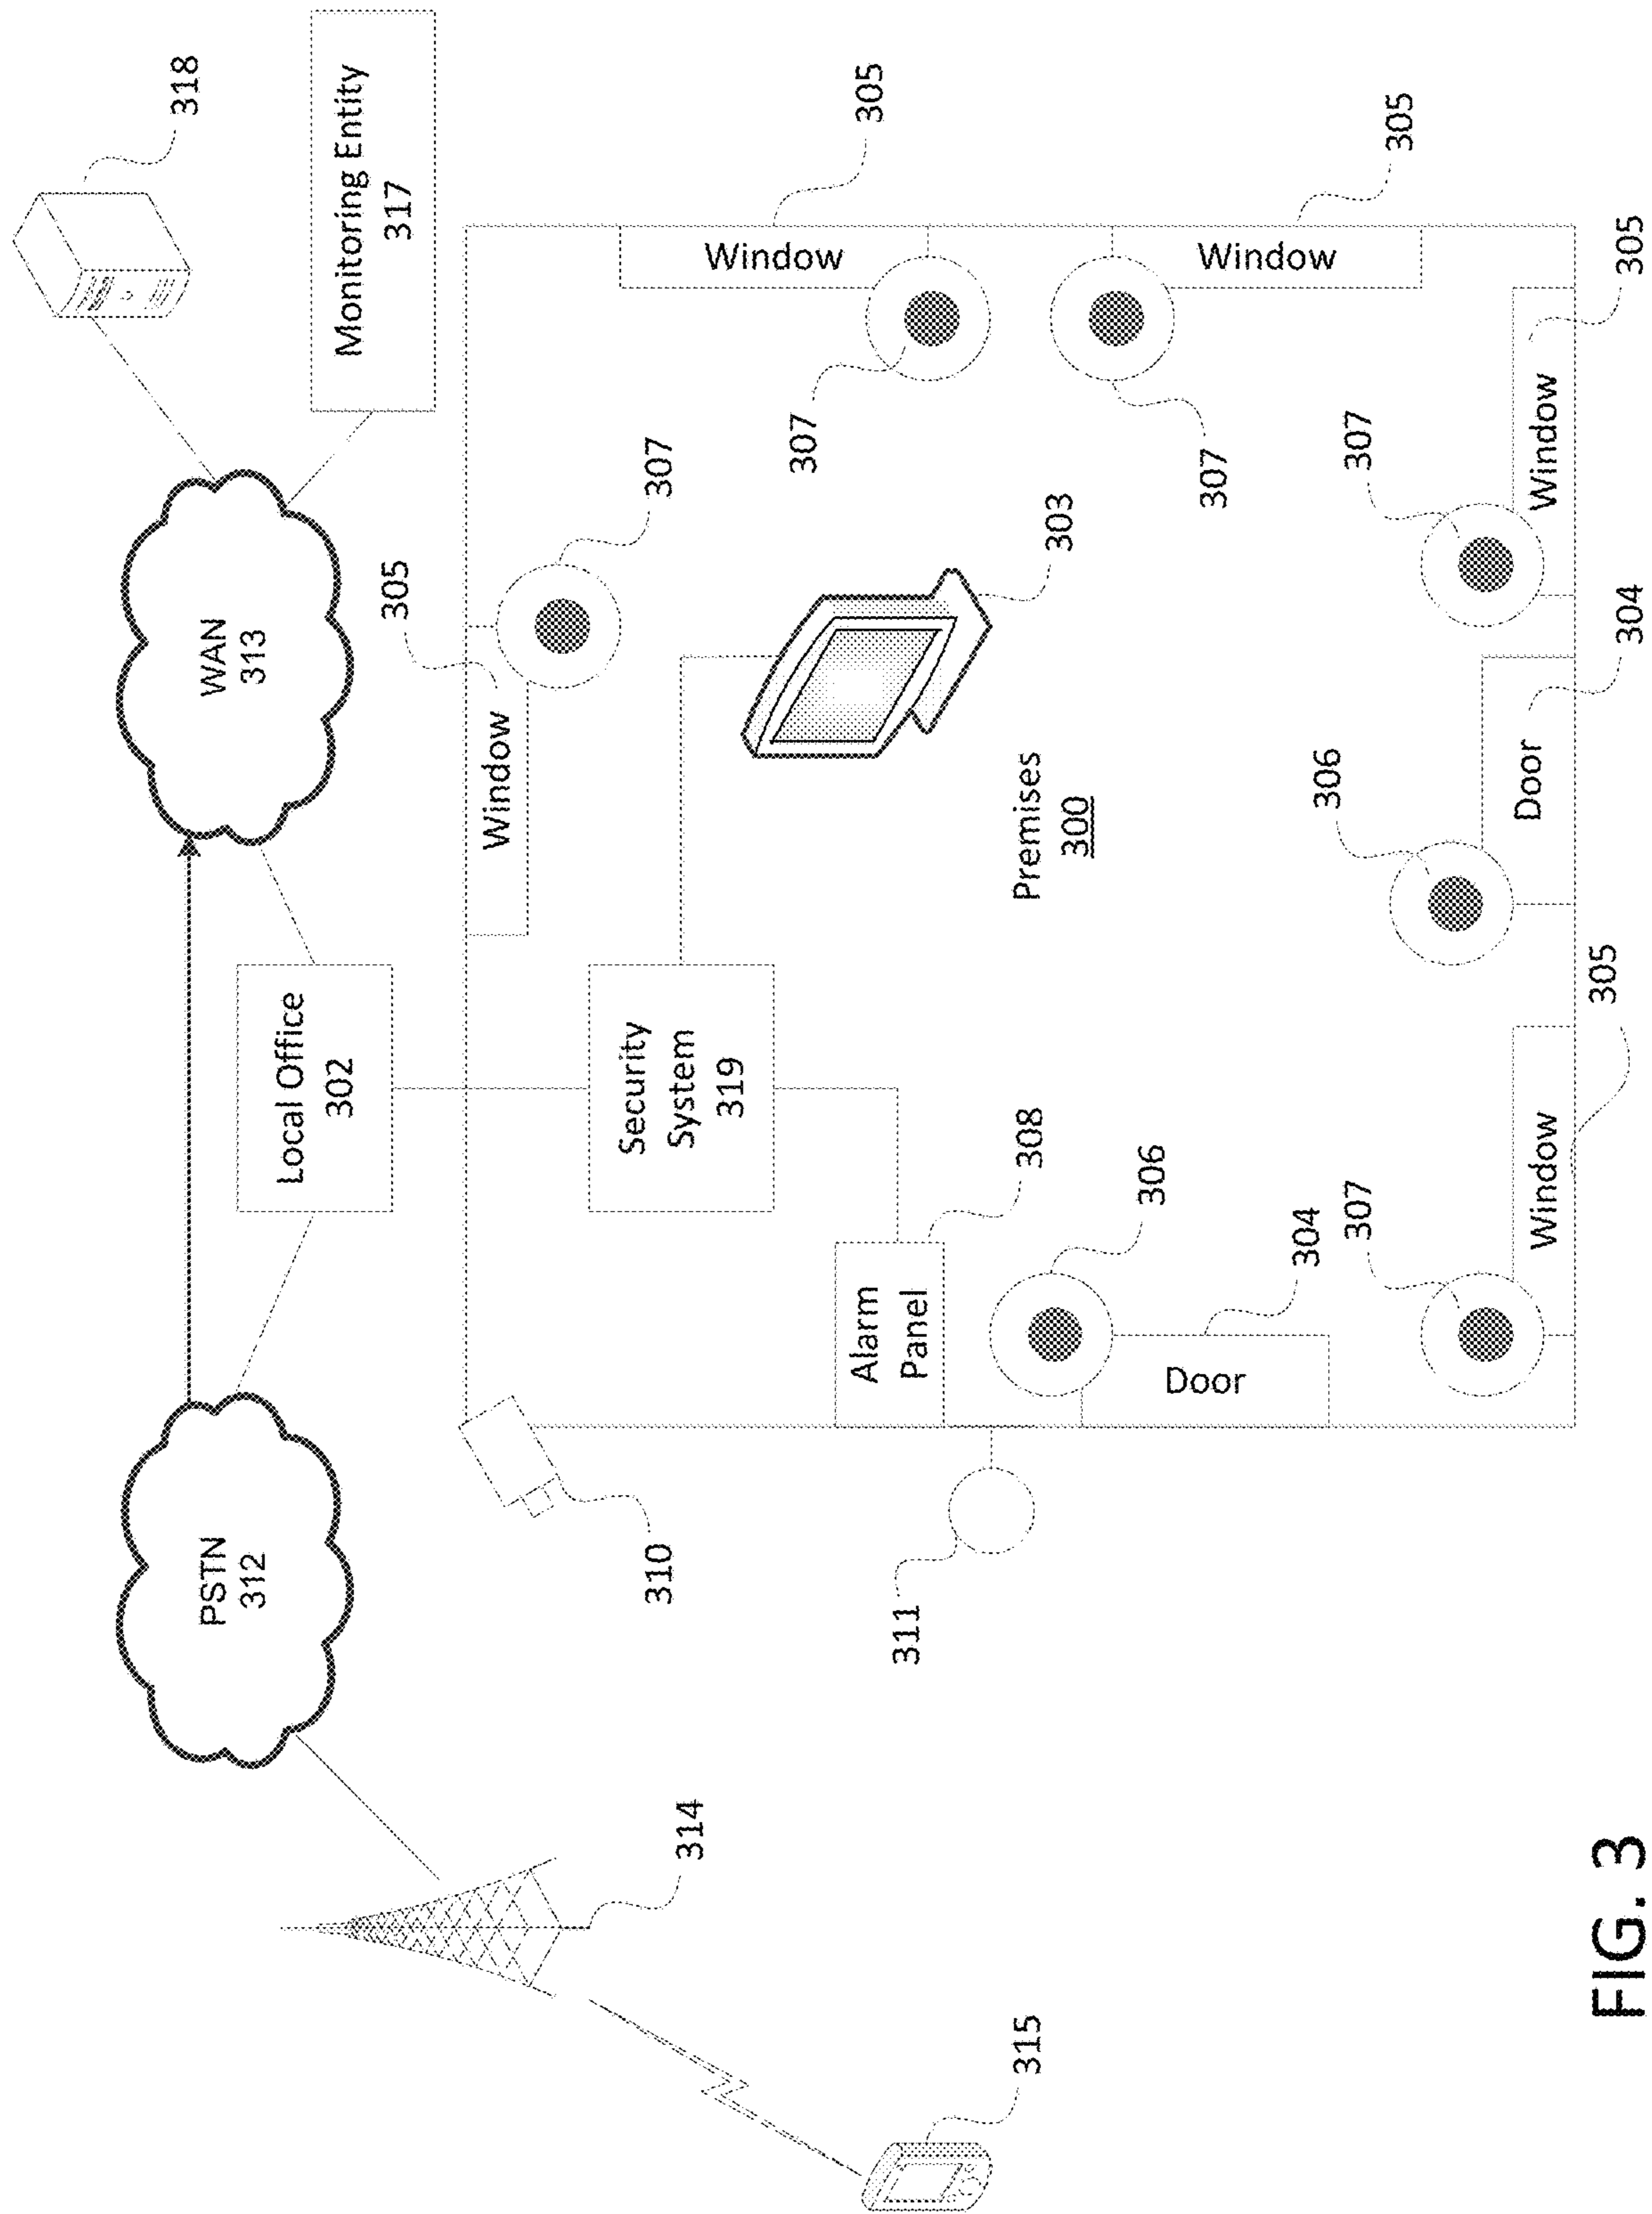 318
Monitoring Entity
317
WAN
313
PSTN
312
Local Office
302
314
315
FIG. 3
305
Window
307
305
Window
307
305
Window
307
303
Security
System
319
Premises
300
310
311
Alarm
Panel
308
306
304
Door
305
Window
307
304
Door
306
305
Window
307